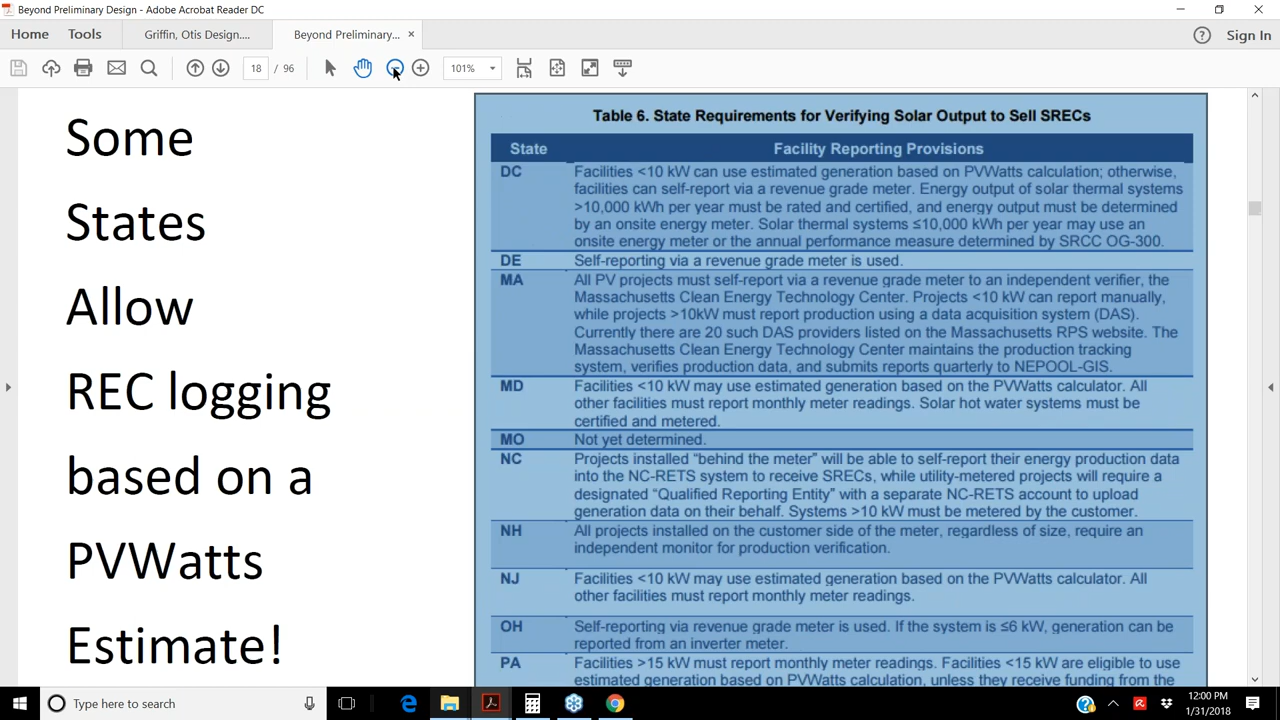 Beyond Preliminary Design - Adobe Acrobat Reader DC
Home Tools Griffin, Otis Design.... Beyond Preliminary... × ? Sign In
18 / 96 101%
Some
States
Allow
REC logging
based on a
PVWatts
Estimate!
Table 6. State Requirements for Verifying Solar Output to Sell SRECs
State Facility Reporting Provisions
DC Facilities <10 kW can use estimated generation based on PVWatts calculation; otherwise,
facilities can self-report via a revenue grade meter. Energy output of solar thermal systems
>10,000 kWh per year must be rated and certified, and energy output must be determined
by an onsite energy meter. Solar thermal systems ≤10,000 kWh per year may use an
onsite energy meter or the annual performance measure determined by SRCC OG-300.
DE Self-reporting via a revenue grade meter is used.
MA All PV projects must self-report via a revenue grade meter to an independent verifier, the
Massachusetts Clean Energy Technology Center. Projects <10 kW can report manually,
while projects >10kW must report production using a data acquisition system (DAS).
Currently there are 20 such DAS providers listed on the Massachusetts RPS website. The
Massachusetts Clean Energy Technology Center maintains the production tracking
system, verifies production data, and submits reports quarterly to NEPOOL-GIS.
MD Facilities <10 kW may use estimated generation based on the PVWatts calculator. All
other facilities must report monthly meter readings. Solar hot water systems must be
certified and metered.
MO Not yet determined.
NC Projects installed “behind the meter” will be able to self-report their energy production data
into the NC-RETS system to receive SRECs, while utility-metered projects will require a
designated “Qualified Reporting Entity” with a separate NC-RETS account to upload
generation data on their behalf. Systems >10 kW must be metered by the customer.
NH All projects installed on the customer side of the meter, regardless of size, require an
independent monitor for production verification.
NJ Facilities <10 kW may use estimated generation based on the PVWatts calculator. All
other facilities must report monthly meter readings.
OH Self-reporting via revenue grade meter is used. If the system is ≤6 kW, generation can be
reported from an inverter meter.
PA Facilities >15 kW must report monthly meter readings. Facilities <15 kW are eligible to use
estimated generation based on PVWatts calculation, unless they receive funding from the
Type here to search
12:00 PM
1/31/2018